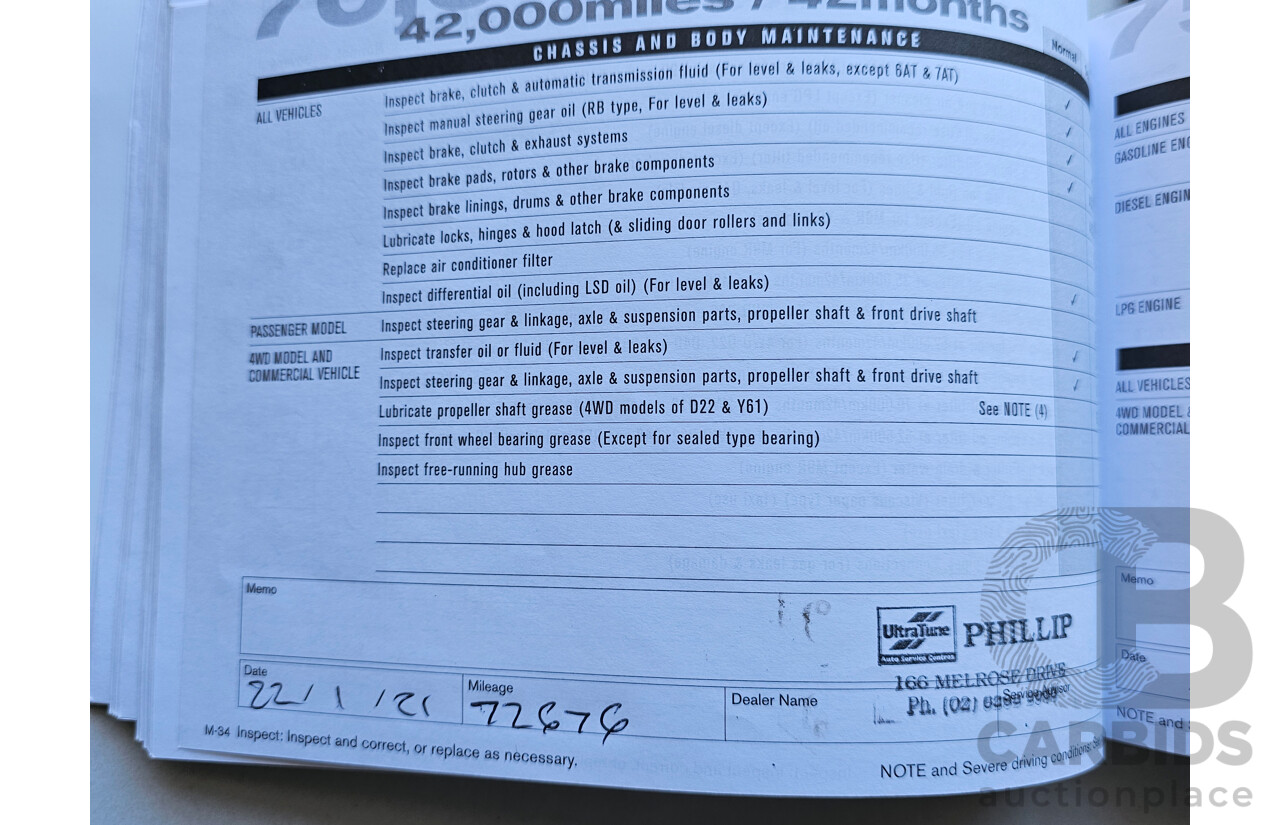 42,000miles / 42months
CHASSIS AND BODY MAINTENANCE
Normal
ALL VEHICLES
Inspect brake, clutch & automatic transmission fluid (For level & leaks, except 6AT & 7AT)
Inspect manual steering gear oil (RB type, For level & leaks)
Inspect brake, clutch & exhaust systems
Inspect brake pads, rotors & other brake components
Inspect brake linings, drums & other brake components
Lubricate locks, hinges & hood latch (& sliding door rollers and links)
Replace air conditioner filter
Inspect differential oil (including LSD oil) (For level & leaks)
PASSENGER MODEL
Inspect steering gear & linkage, axle & suspension parts, propeller shaft & front drive shaft
4WD MODEL AND
COMMERCIAL VEHICLE
Inspect transfer oil or fluid (For level & leaks)
Inspect steering gear & linkage, axle & suspension parts, propeller shaft & front drive shaft
Lubricate propeller shaft grease (4WD models of D22 & Y61) See NOTE (4)
Inspect front wheel bearing grease (Except for sealed type bearing)
Inspect free-running hub grease
Memo
UltraTune
Auto Service Centres
PHILLIP
166 MELROSE DRIVE
Ph. (02)
Date
22/1/21
Mileage
72676
Dealer Name
M-34 Inspect: Inspect and correct, or replace as necessary.
NOTE and Severe driving conditions:
ALL ENGINES
GASOLINE
DIESEL
LPG ENGINE
ALL VEHICLES
4WD MODEL
COMMERCIAL
Memo
Date
NOTE and
CB
CARBIDS
auctionplace